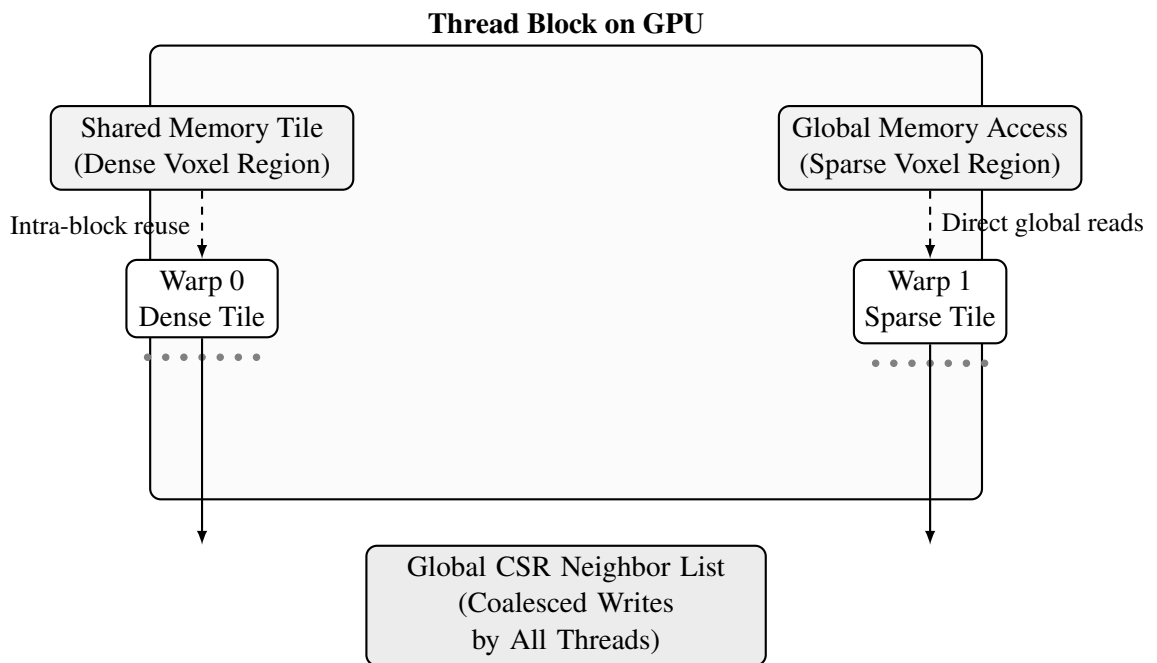 Thread Block on GPU
Shared Memory Tile
(Dense Voxel Region)
Global Memory Access
(Sparse Voxel Region)
Intra-block reuse
Direct global reads
Warp 0
Dense Tile
Warp 1
Sparse Tile
Global CSR Neighbor List
(Coalesced Writes
by All Threads)